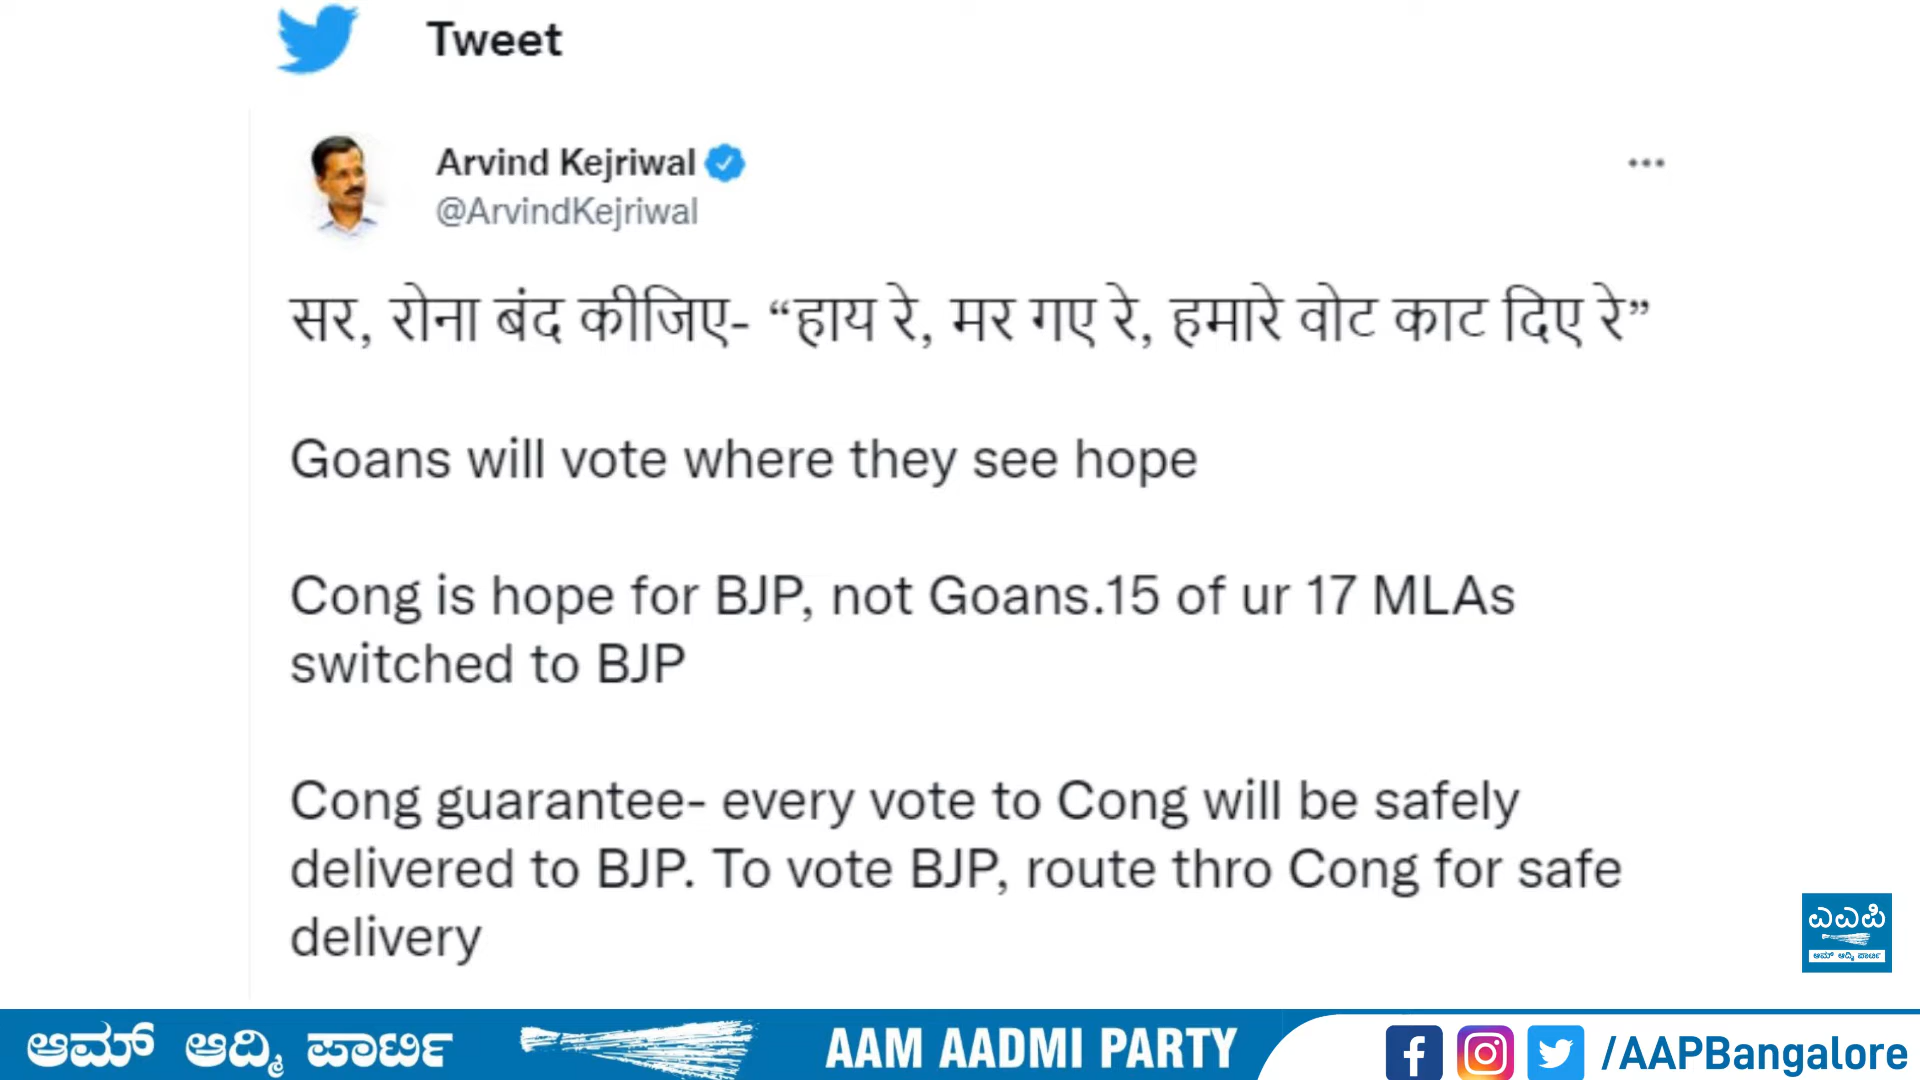 Tweet
Arvind Kejriwal
@ArvindKejriwal
सर, रोना बंद कीजिए- “हाय रे, मर गए रे, हमारे वोट काट दिए रे”
Goans will vote where they see hope
Cong is hope for BJP, not Goans.15 of ur 17 MLAs
switched to BJP
Cong guarantee- every vote to Cong will be safely
delivered to BJP. To vote BJP, route thro Cong for safe
delivery
ಎಎಪಿ
ಆಮ್ ಆದ್ಮಿ ಪಾರ್ಟಿ
ಆಮ್ ಆದ್ಮಿ ಪಾರ್ಟಿ AAM AADMI PARTY /AAPBangalore